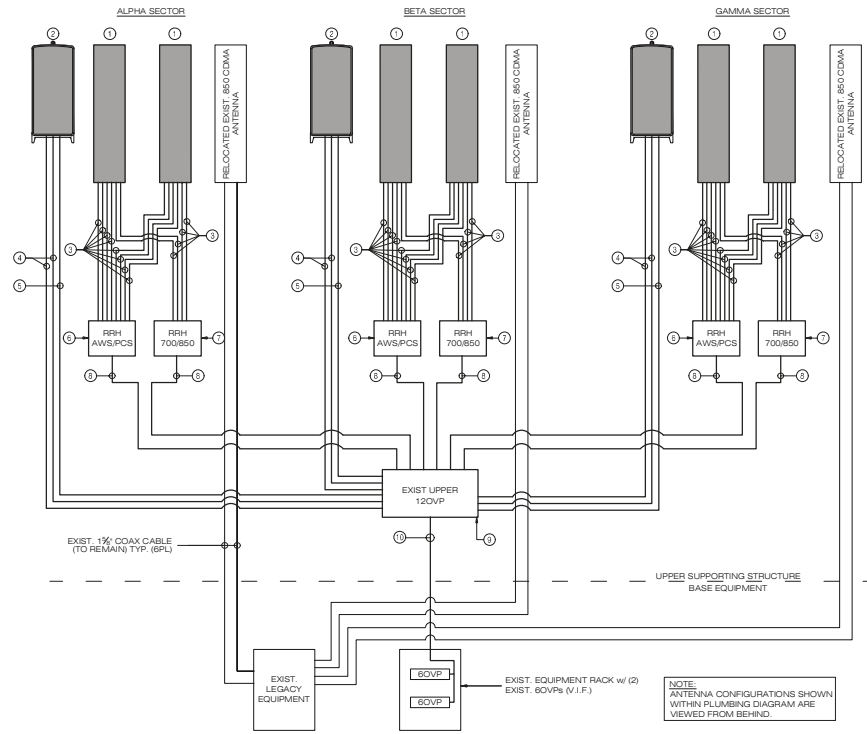 ALPHA SECTOR
BETA SECTOR
GAMMA SECTOR
2
1
1
2
1
1
2
1
1
RELOCATED EXIST. 850 CDMA
ANTENNA
RELOCATED EXIST. 850 CDMA
ANTENNA
RELOCATED EXIST. 850 CDMA
ANTENNA
3
3
3
3
3
3
4
4
4
5
5
5
6
RRH
AWS/PCS
RRH
700/850
7
6
RRH
AWS/PCS
RRH
700/850
7
6
RRH
AWS/PCS
RRH
700/850
7
8
8
8
8
8
8
EXIST UPPER
12OVP
10
9
EXIST. 1⅝" COAX CABLE
(TO REMAIN) TYP. (6PL)
UPPER SUPPORTING STRUCTURE
BASE EQUIPMENT
EXIST.
LEGACY
EQUIPMENT
6OVP
6OVP
EXIST. EQUIPMENT RACK w/ (2)
EXIST. 6OVPs (V.I.F.)
NOTE:
ANTENNA CONFIGURATIONS SHOWN
WITHIN PLUMBING DIAGRAM ARE
VIEWED FROM BEHIND.